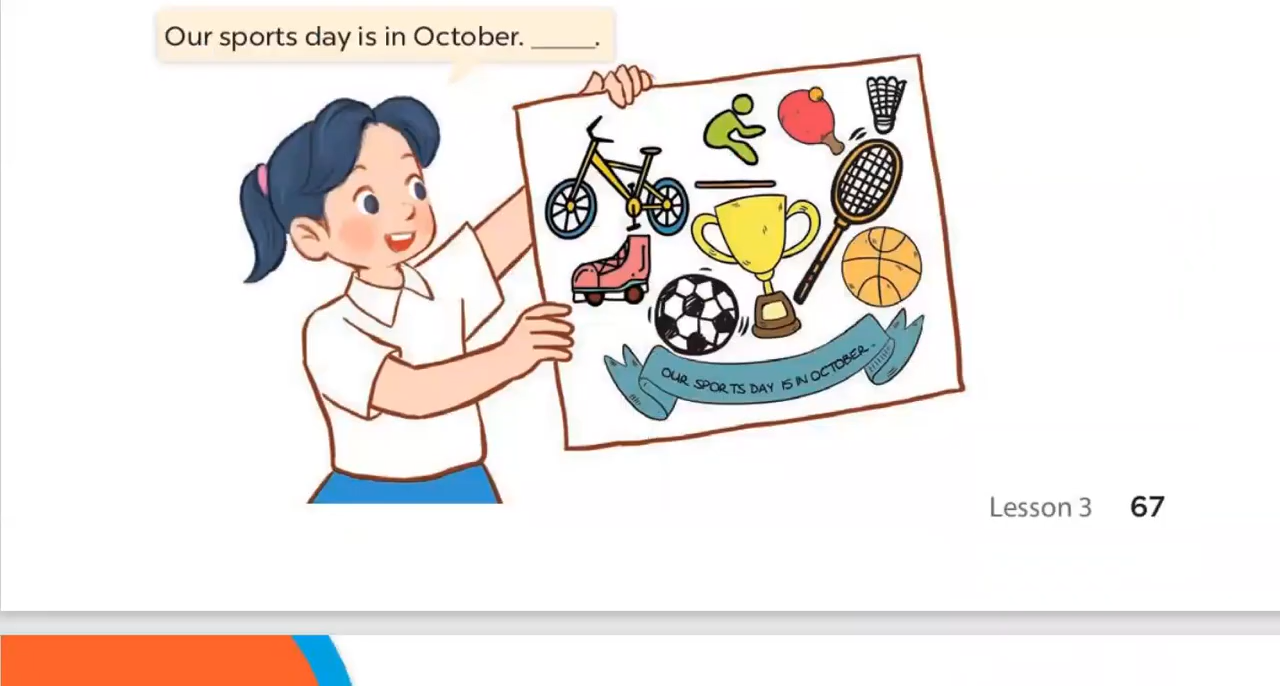 Our sports day is in October. _____.
OUR SPORTS DAY IS IN OCTOBER.
Lesson 3 67